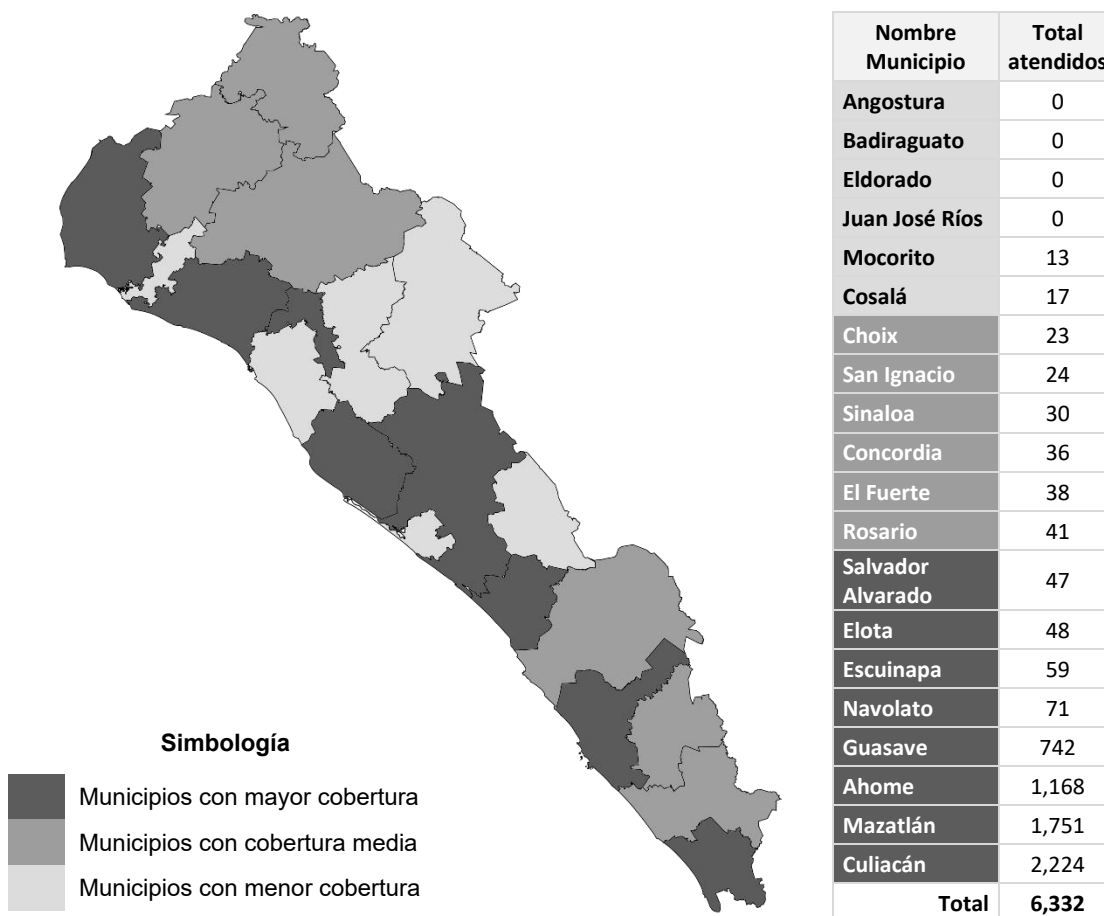 Nombre Municipio Total atendidos
Angostura 0
Badiraguato 0
Eldorado 0
Juan José Ríos 0
Mocorito 13
Cosalá 17
Choix 23
San Ignacio 24
Sinaloa 30
Concordia 36
El Fuerte 38
Rosario 41
Salvador Alvarado 47
Elota 48
Escuinapa 59
Navolato 71
Guasave 742
Ahome 1,168
Mazatlán 1,751
Culiacán 2,224
Total 6,332
Simbología
Municipios con mayor cobertura
Municipios con cobertura media
Municipios con menor cobertura